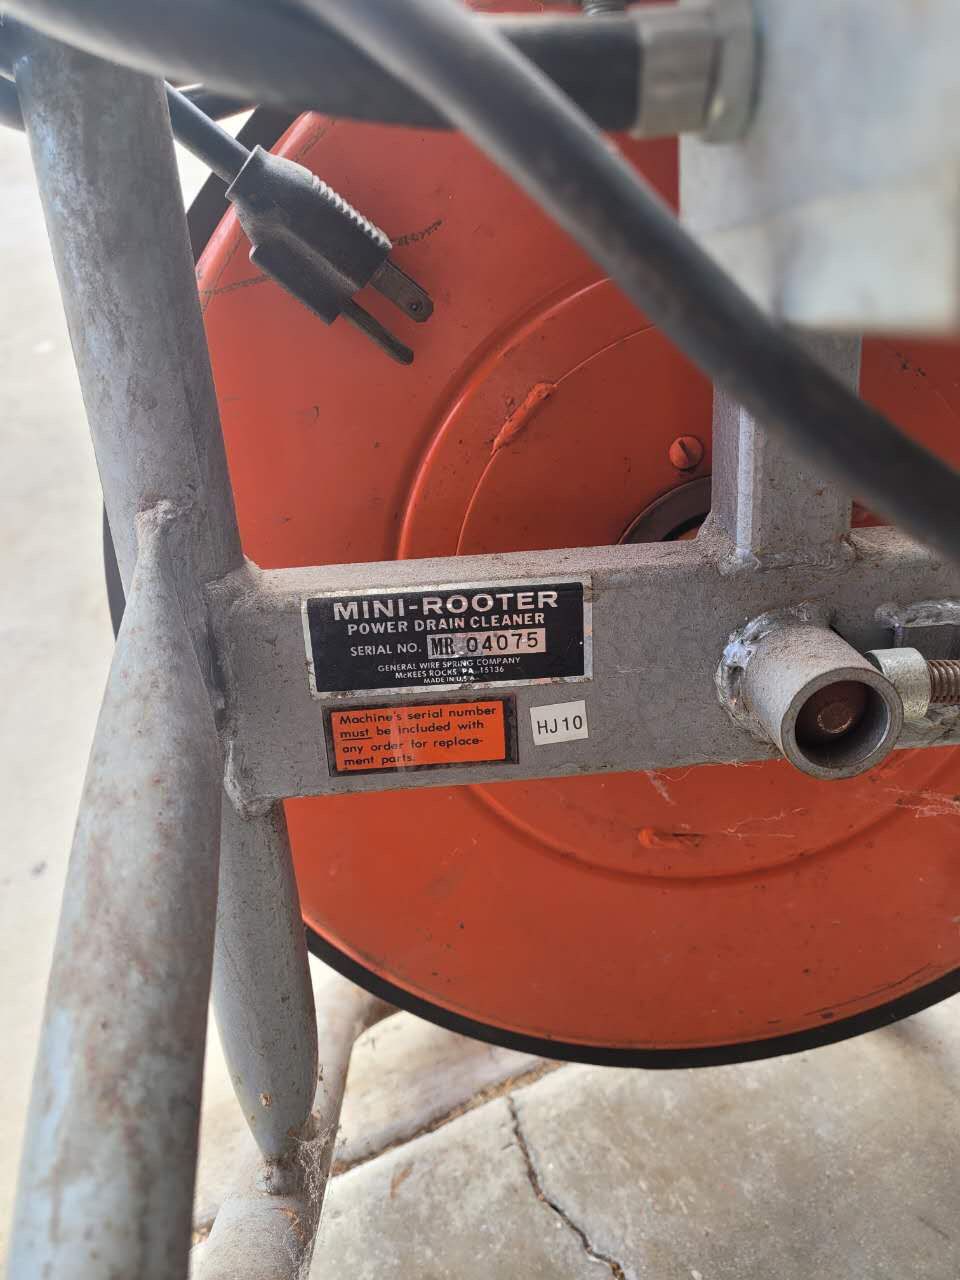 MINI-ROOTER
POWER DRAIN CLEANER
SERIAL NO. MR 04075
GENERAL WIRE SPRING COMPANY
McKEES ROCKS, PA. 15136
MADE IN U.S.A.
Machine's serial number
must be included with
any order for replace-
ment parts.
HJ10